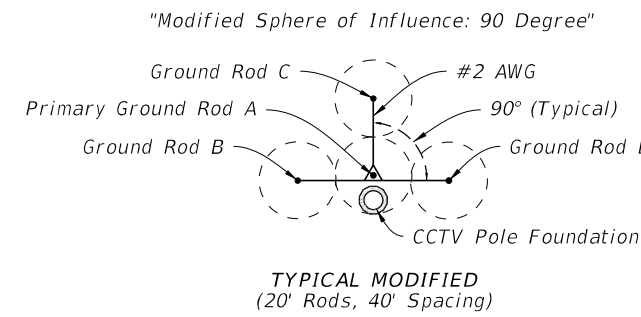 "Modified Sphere of Influence: 90 Degree"
Ground Rod C
#2 AWG
Primary Ground Rod A
90° (Typical)
Ground Rod B
Ground Rod
CCTV Pole Foundation
TYPICAL MODIFIED
(20' Rods, 40' Spacing)